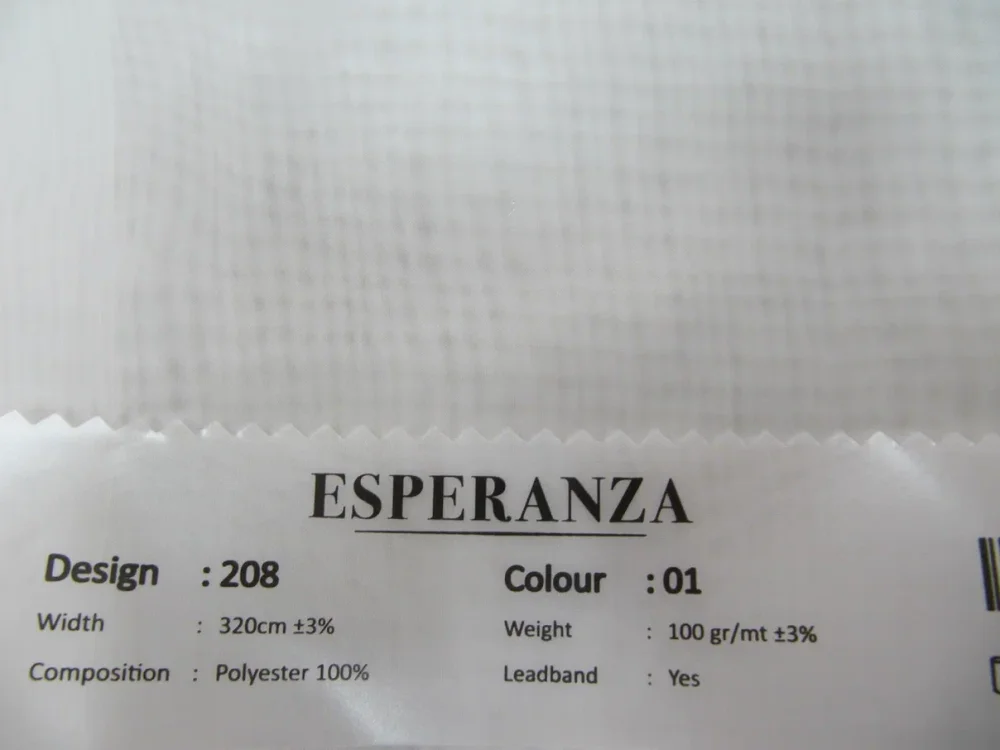 ESPERANZA
Design : 208 Colour : 01
Width : 320cm ±3% Weight : 100 gr/mt ±3%
Composition : Polyester 100% Leadband : Yes